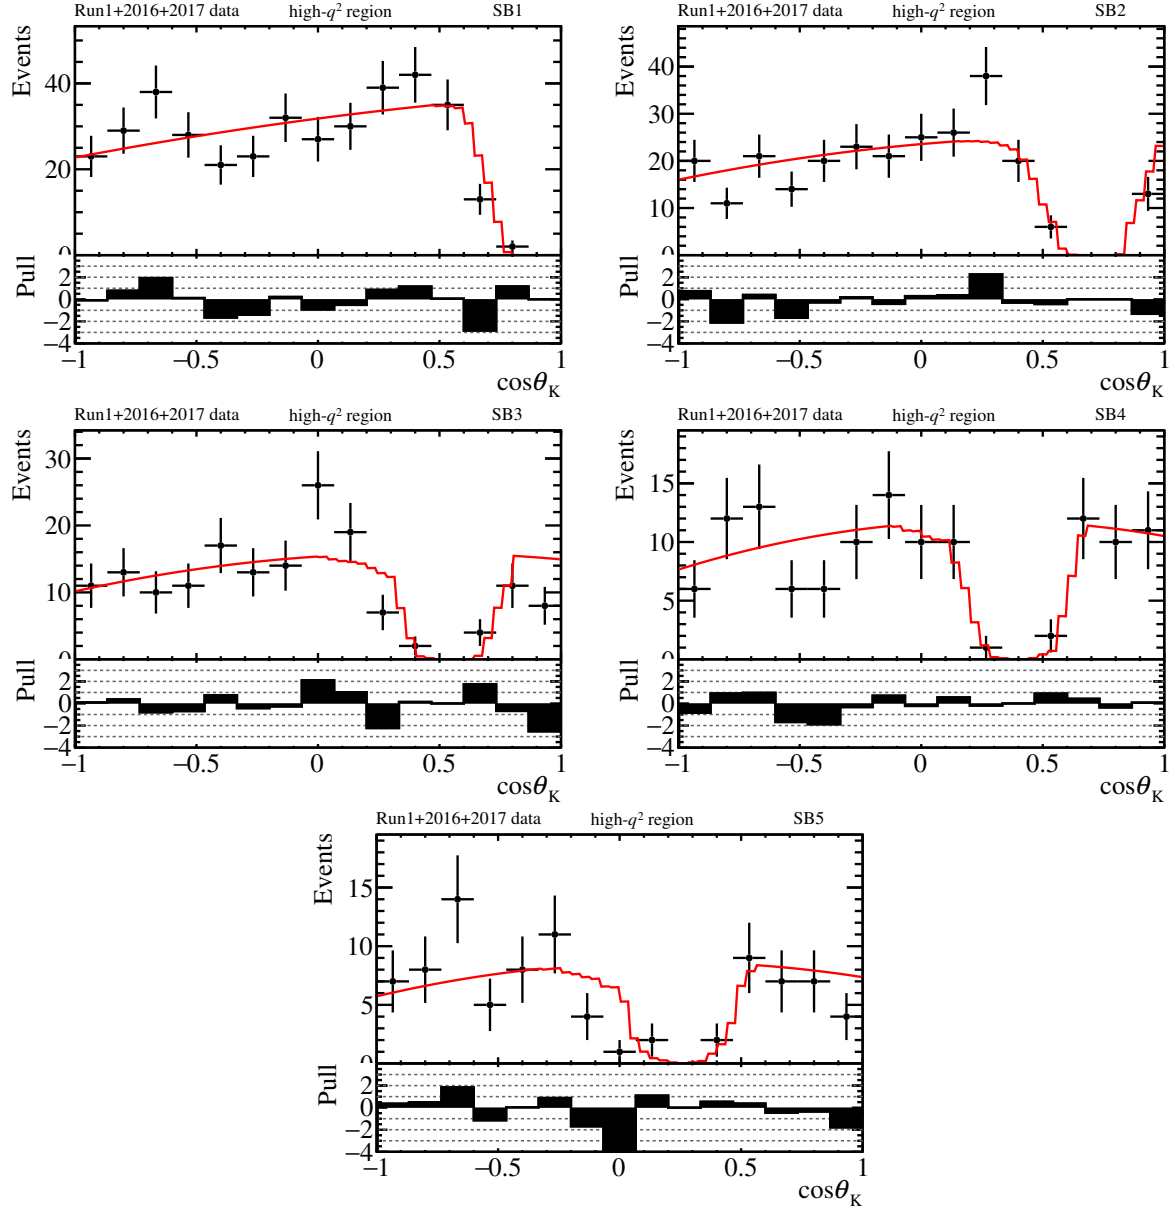 Run1+2016+2017 data high-q² region SB1
Events
40
20
0
Pull
2
0
−2
−4
−1 −0.5 0 0.5 1
cosθK
Run1+2016+2017 data high-q² region SB2
Events
40
30
20
10
0
Pull
2
0
−2
−4
−1 −0.5 0 0.5 1
cosθK
Run1+2016+2017 data high-q² region SB3
Events
30
20
10
0
Pull
2
0
−2
−4
−1 −0.5 0 0.5 1
cosθK
Run1+2016+2017 data high-q² region SB4
Events
15
10
5
0
Pull
2
0
−2
−4
−1 −0.5 0 0.5 1
cosθK
Run1+2016+2017 data high-q² region SB5
Events
15
10
5
0
Pull
2
0
−2
−4
−1 −0.5 0 0.5 1
cosθK